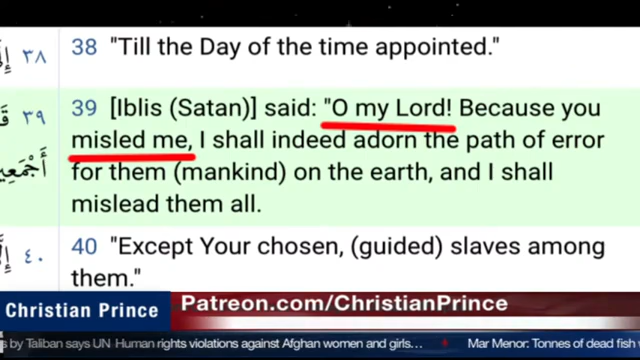 ٣٨
38 "Till the Day of the time appointed."
٣٩
39 [Iblis (Satan)] said: "O my Lord! Because you
misled me, I shall indeed adorn the path of error
for them (mankind) on the earth, and I shall
mislead them all.
أَجْمَعِين
٤٠
40 "Except Your chosen, (guided) slaves among
them."
Christian Prince
Patreon.com/ChristianPrince
s by Taliban says UN Human rights violations against Afghan women and girls... Mar Menor: Tonnes of dead fish